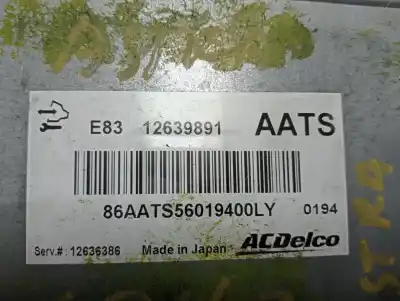 E83 12639891 AATS
86AATS56019400LY 0194
Serv.#: 12636386 Made in Japan ACDelco